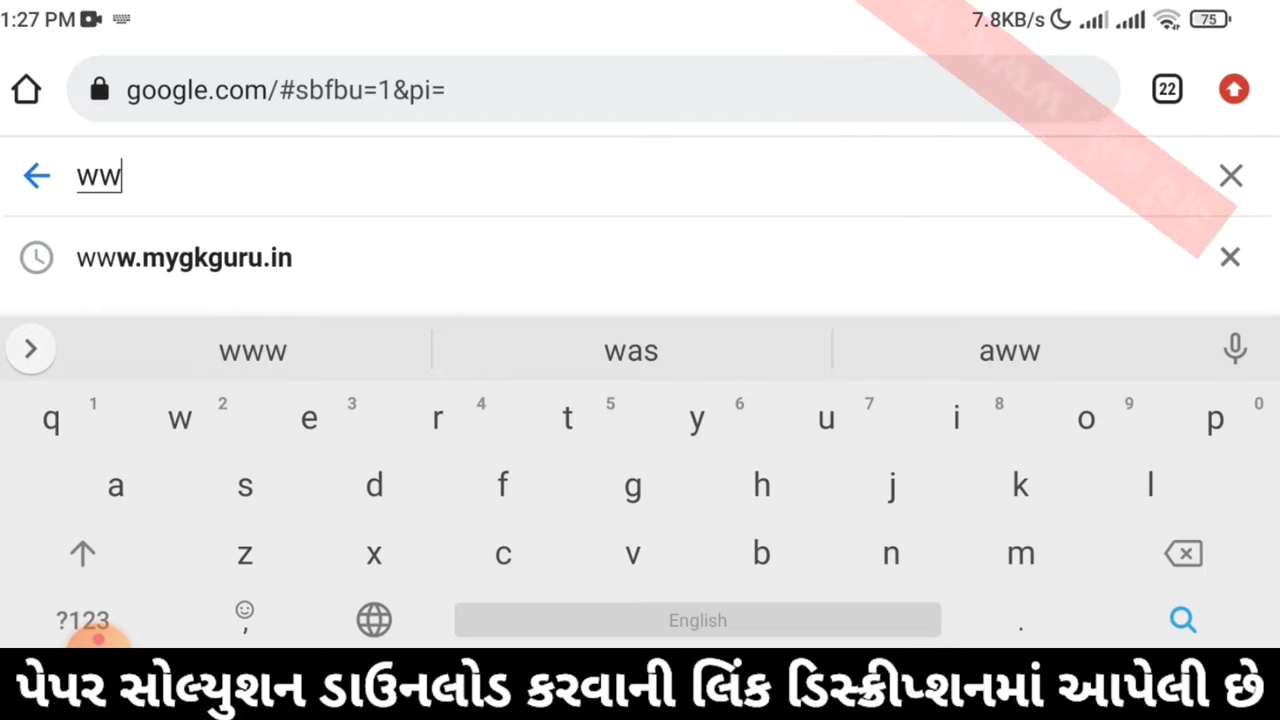 1:27 PM 7.8KB/s 75
google.com/#sbfbu=1&pi= 22
ww
www.mygkguru.in
www was aww
q 1 w 2 e 3 r 4 t 5 y 6 u 7 i 8 o 9 p 0
a s d f g h j k l
z x c v b n m
?123 , English .
પેપર સોલ્યુશન ડાઉનલોડ કરવાની લિંક ડિસ્ક્રીપ્શનમાં આપેલી છે